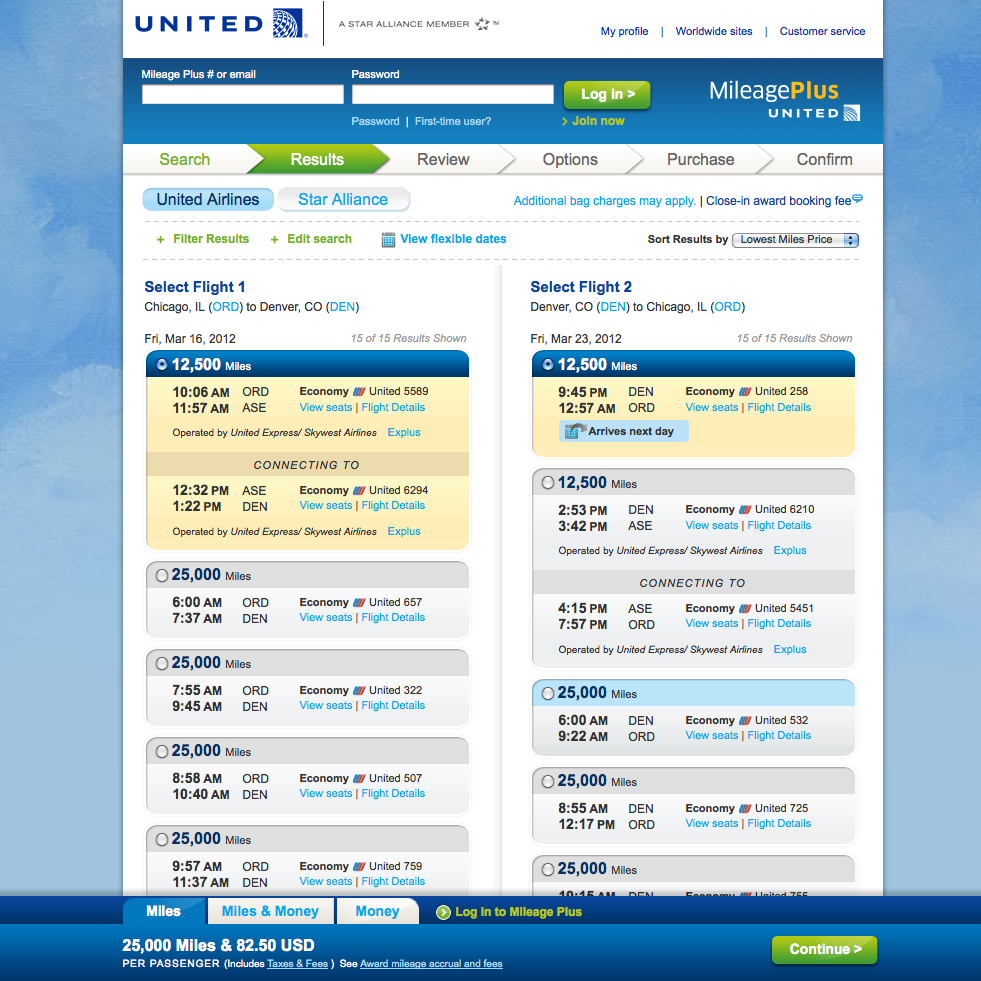 UNITED
A STAR ALLIANCE MEMBER ™
My profile | Worldwide sites | Customer service
Mileage Plus # or email
Password
Log in >
Password | First-time user?
> Join now
MileagePlus
UNITED
Search
Results
Review
Options
Purchase
Confirm
United Airlines
Star Alliance
Additional bag charges may apply. | Close-in award booking fee
+ Filter Results
+ Edit search
View flexible dates
Sort Results by Lowest Miles Price
Select Flight 1
Chicago, IL (ORD) to Denver, CO (DEN)
Fri, Mar 16, 2012
15 of 15 Results Shown
12,500 Miles
10:06 AM ORD Economy United 5589
11:57 AM ASE View seats | Flight Details
Operated by United Express/ Skywest Airlines Explus
CONNECTING TO
12:32 PM ASE Economy United 6294
1:22 PM DEN View seats | Flight Details
Operated by United Express/ Skywest Airlines Explus
25,000 Miles
6:00 AM ORD Economy United 657
7:37 AM DEN View seats | Flight Details
25,000 Miles
7:55 AM ORD Economy United 322
9:45 AM DEN View seats | Flight Details
25,000 Miles
8:58 AM ORD Economy United 507
10:40 AM DEN View seats | Flight Details
25,000 Miles
9:57 AM ORD Economy United 759
11:37 AM DEN View seats | Flight Details
Select Flight 2
Denver, CO (DEN) to Chicago, IL (ORD)
Fri, Mar 23, 2012
15 of 15 Results Shown
12,500 Miles
9:45 PM DEN Economy United 258
12:57 AM ORD View seats | Flight Details
Arrives next day
12,500 Miles
2:53 PM DEN Economy United 6210
3:42 PM ASE View seats | Flight Details
Operated by United Express/ Skywest Airlines Explus
CONNECTING TO
4:15 PM ASE Economy United 5451
7:57 PM ORD View seats | Flight Details
Operated by United Express/ Skywest Airlines Explus
25,000 Miles
6:00 AM DEN Economy United 532
9:22 AM ORD View seats | Flight Details
25,000 Miles
8:55 AM DEN Economy United 725
12:17 PM ORD View seats | Flight Details
25,000 Miles
10:15 AM DEN Economy United 755
Miles
Miles & Money
Money
Log in to Mileage Plus
25,000 Miles & 82.50 USD
PER PASSENGER (Includes Taxes & Fees ) See Award mileage accrual and fees
Continue >